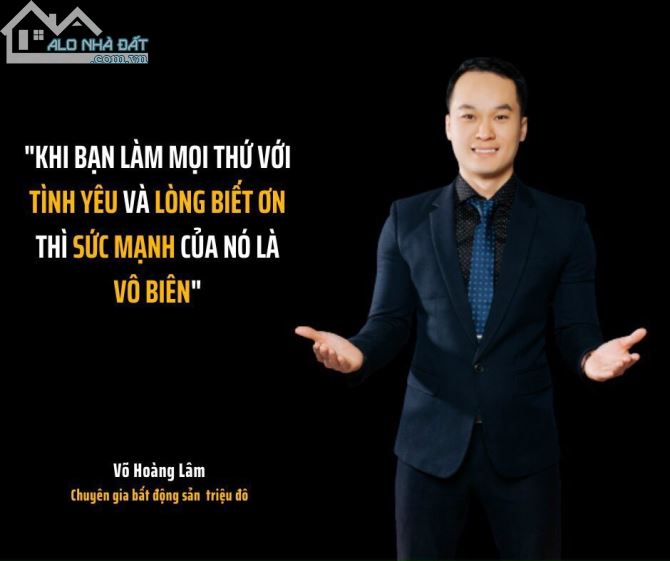 ALO NHÀ ĐẤT
.com.vn
"KHI BẠN LÀM MỌI THỨ VỚI
TÌNH YÊU VÀ LÒNG BIẾT ƠN
THÌ SỨC MẠNH CỦA NÓ LÀ
VÔ BIÊN"
Võ Hoàng Lâm
Chuyên gia bất động sản triệu đô